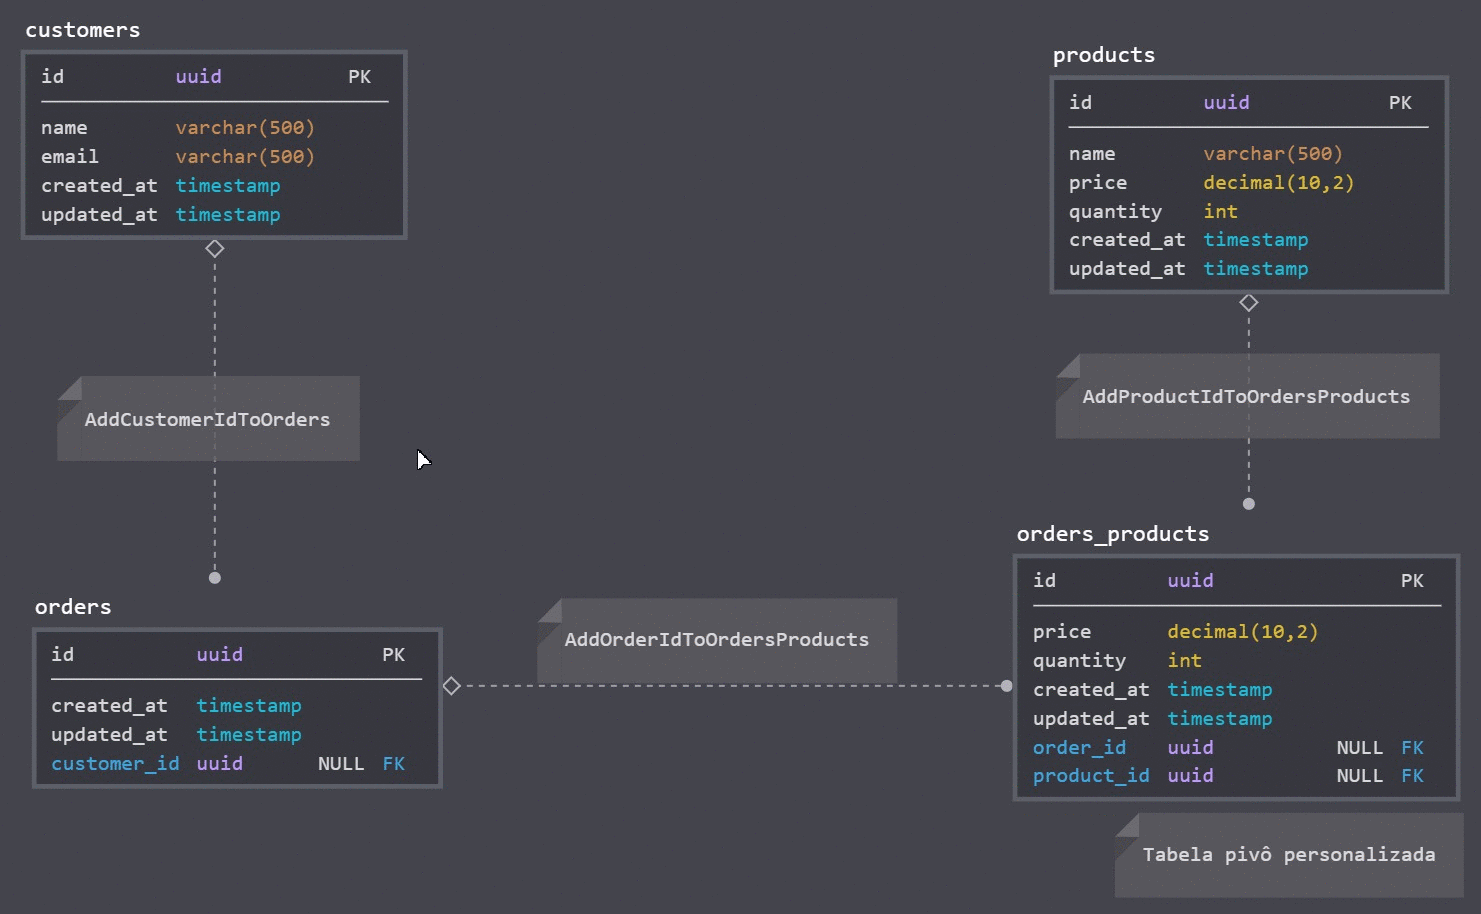 customers
id uuid PK
name varchar(500)
email varchar(500)
created_at timestamp
updated_at timestamp
products
id uuid PK
name varchar(500)
price decimal(10,2)
quantity int
created_at timestamp
updated_at timestamp
AddCustomerIdToOrders
AddProductIdToOrdersProducts
orders
id uuid PK
created_at timestamp
updated_at timestamp
customer_id uuid NULL FK
AddOrderIdToOrdersProducts
orders_products
id uuid PK
price decimal(10,2)
quantity int
created_at timestamp
updated_at timestamp
order_id uuid NULL FK
product_id uuid NULL FK
Tabela pivô personalizada